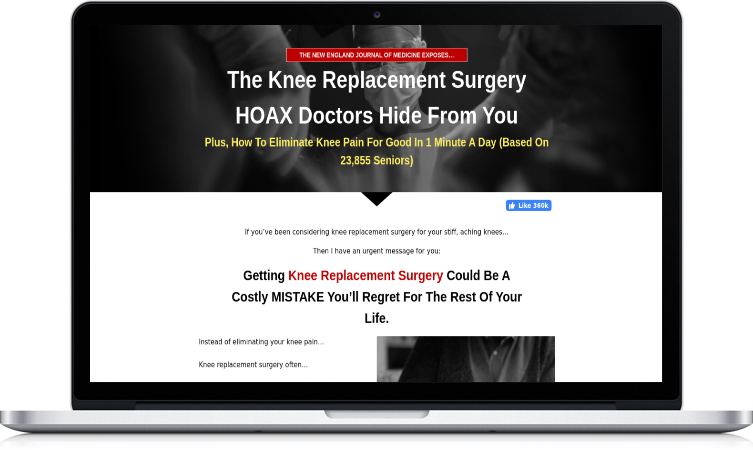 THE NEW ENGLAND JOURNAL OF MEDICINE EXPOSES...
The Knee Replacement Surgery
HOAX Doctors Hide From You
Plus, How To Eliminate Knee Pain For Good In 1 Minute A Day (Based On
23,855 Seniors)
Like 360k
If you've been considering knee replacement surgery for your stiff, aching knees...
Then I have an urgent message for you:
Getting Knee Replacement Surgery Could Be A
Costly MISTAKE You'll Regret For The Rest Of Your
Life.
Instead of eliminating your knee pain...
Knee replacement surgery often...